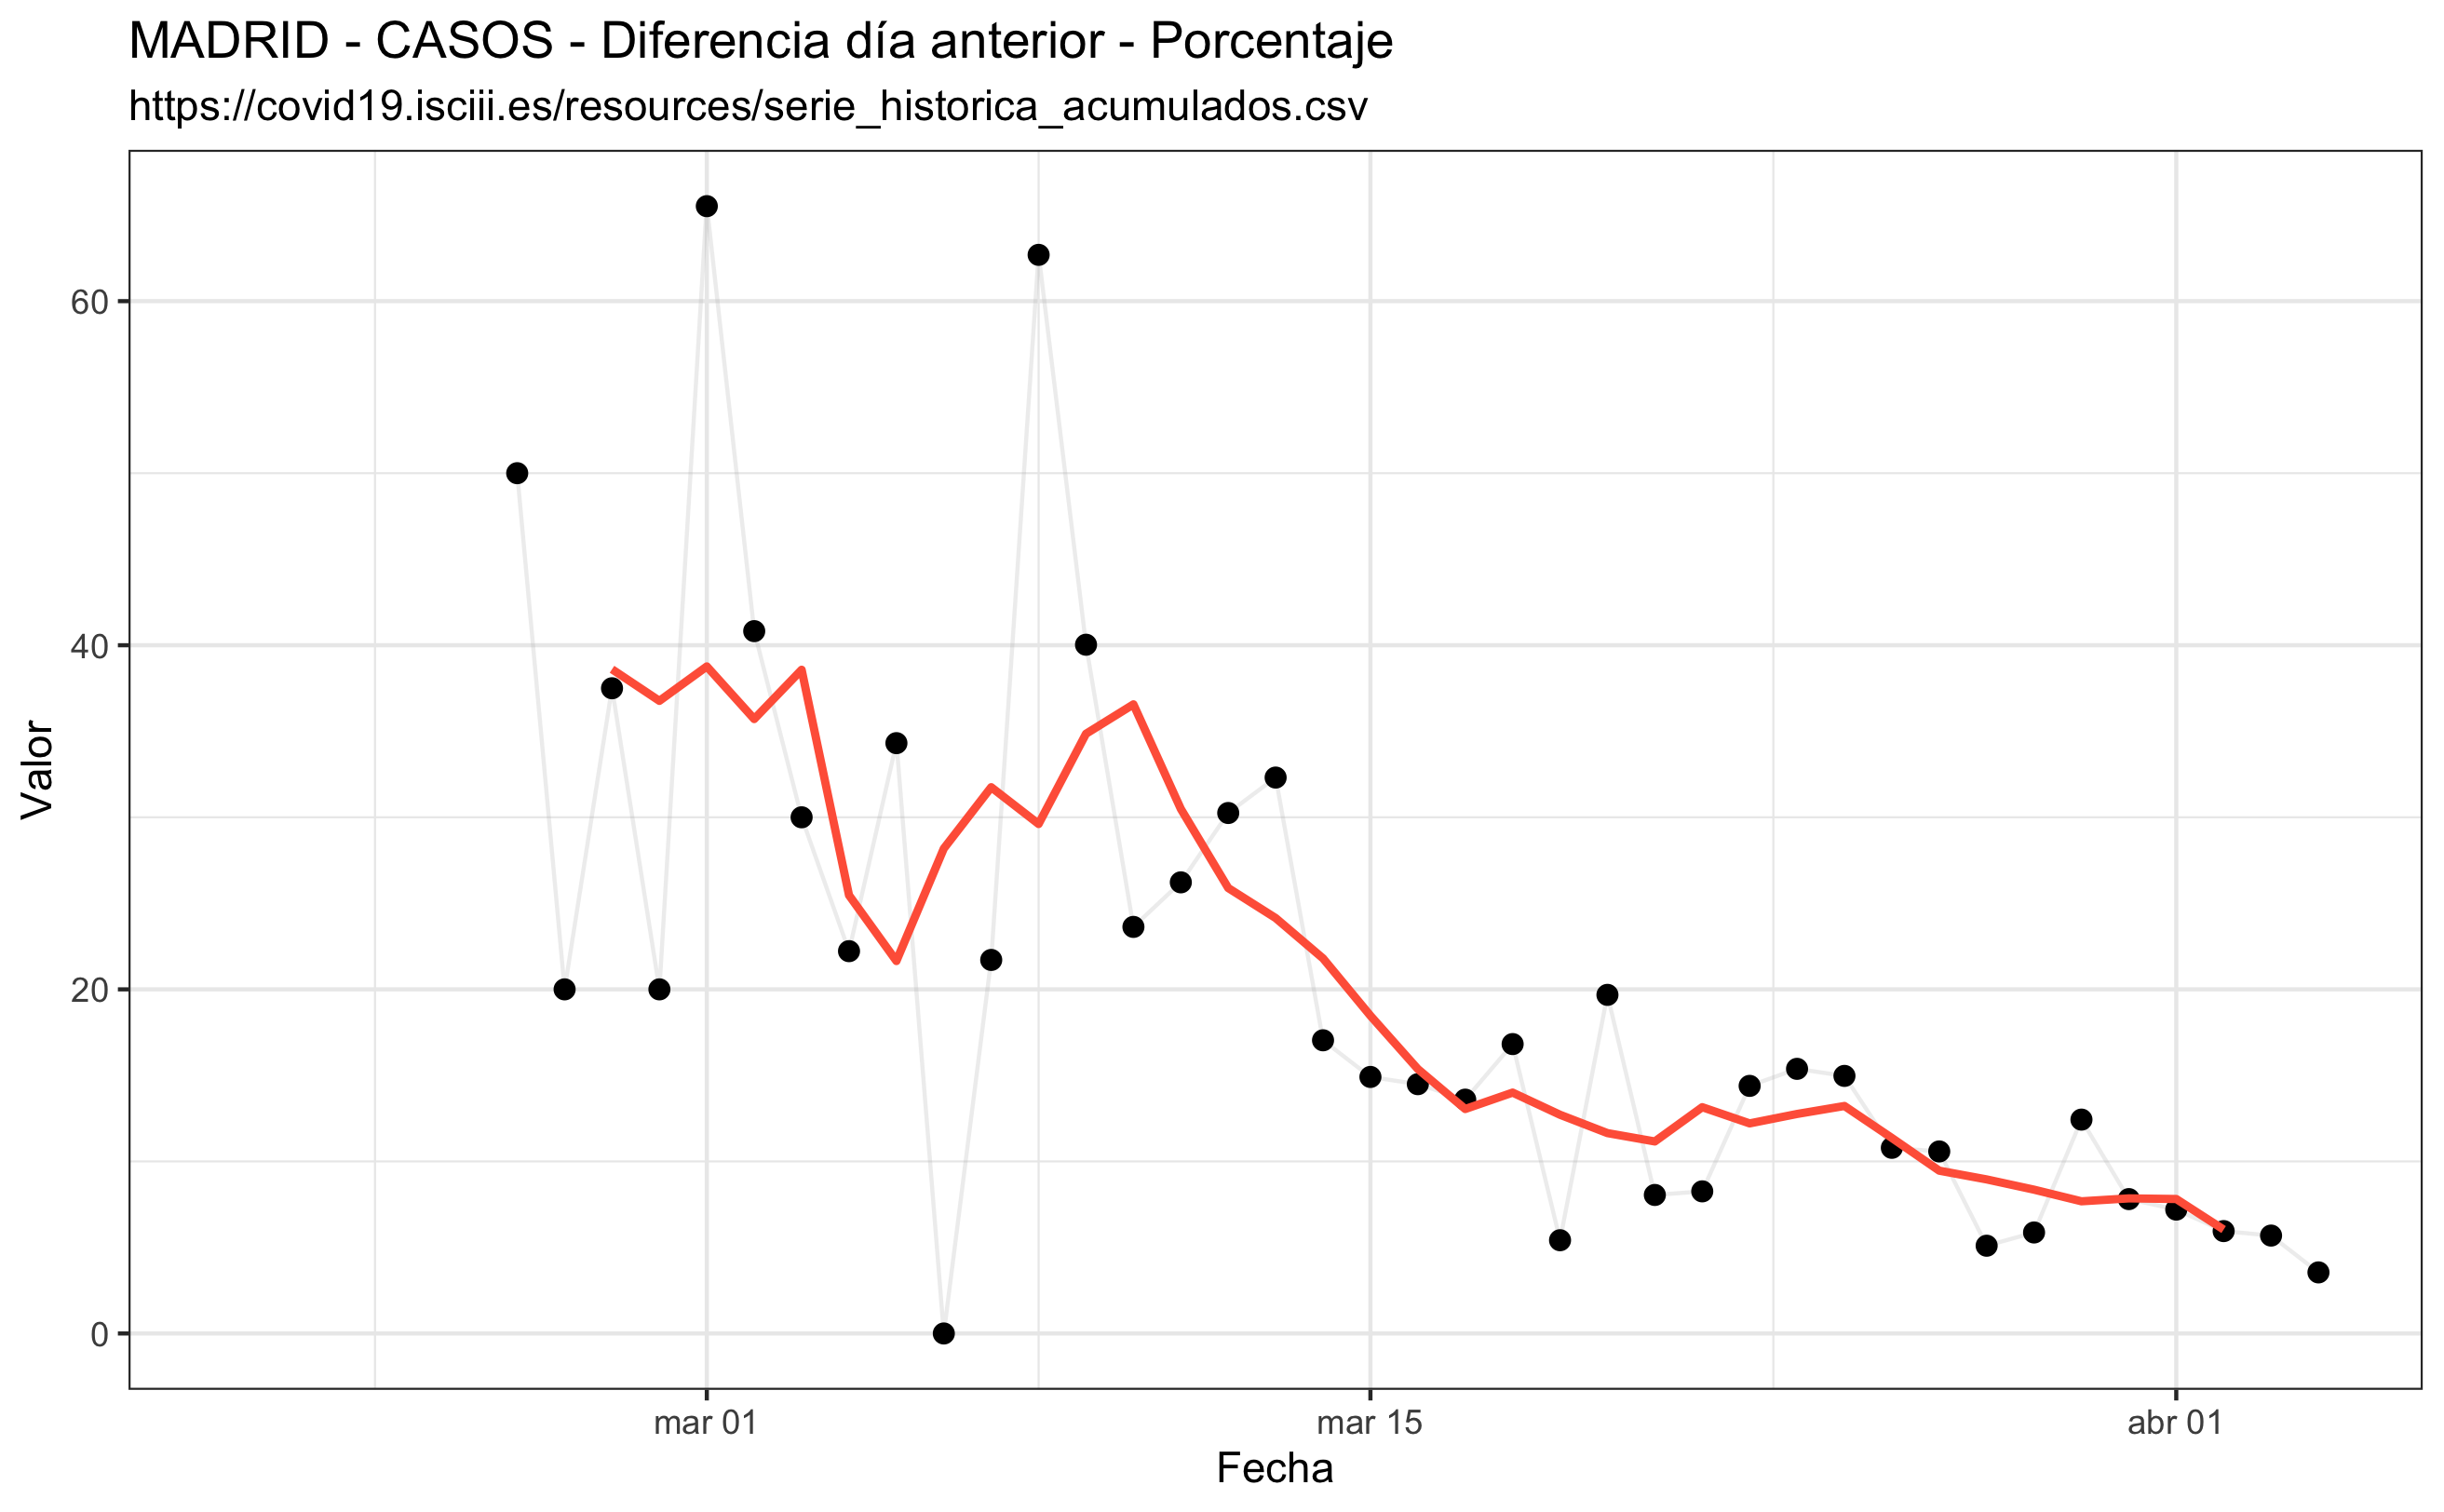 MADRID - CASOS - Diferencia día anterior - Porcentaje
https://covid19.isciii.es/resources/serie_historica_acumulados.csv
60
40
20
0
Valor
mar 01
mar 15
abr 01
Fecha